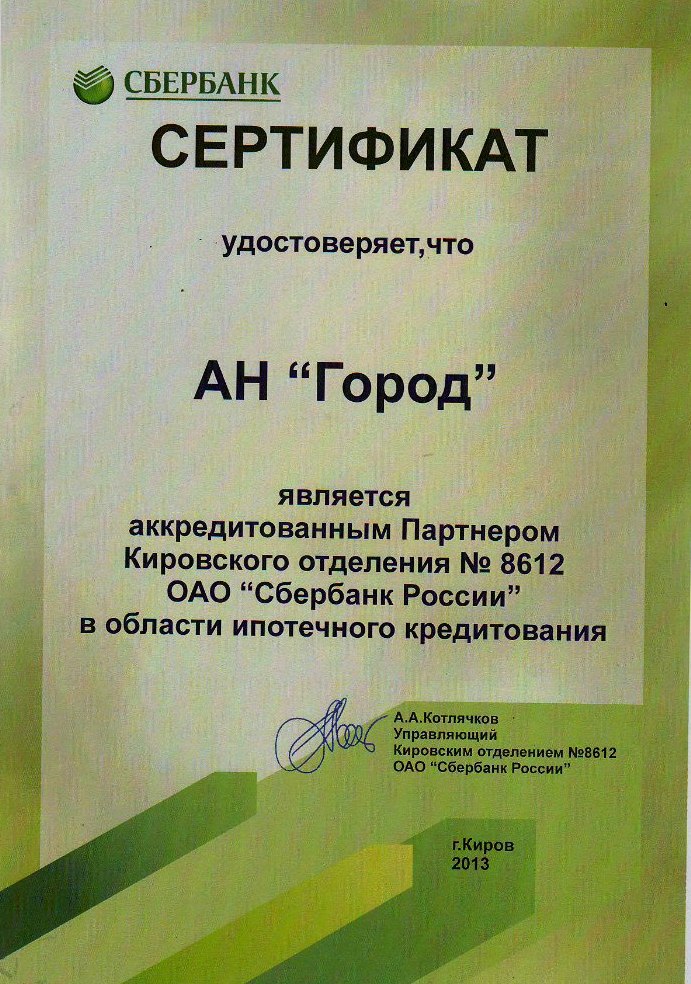 СБЕРБАНК
СЕРТИФИКАТ
удостоверяет,что
АН “Город”
является
аккредитованным Партнером
Кировского отделения № 8612
ОАО “Сбербанк России”
в области ипотечного кредитования
А.А.Котлячков
Управляющий
Кировским отделением №8612
ОАО “Сбербанк России”
г.Киров
2013